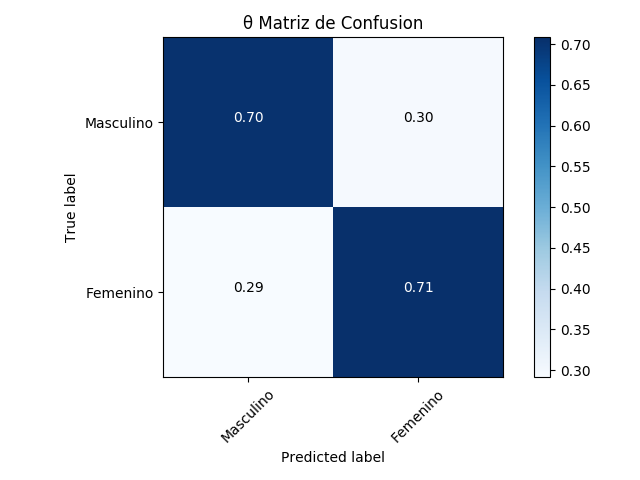 θ Matriz de Confusion
True label
Masculino
0.70
0.30
Femenino
0.29
0.71
Masculino
Femenino
Predicted label
0.70
0.65
0.60
0.55
0.50
0.45
0.40
0.35
0.30